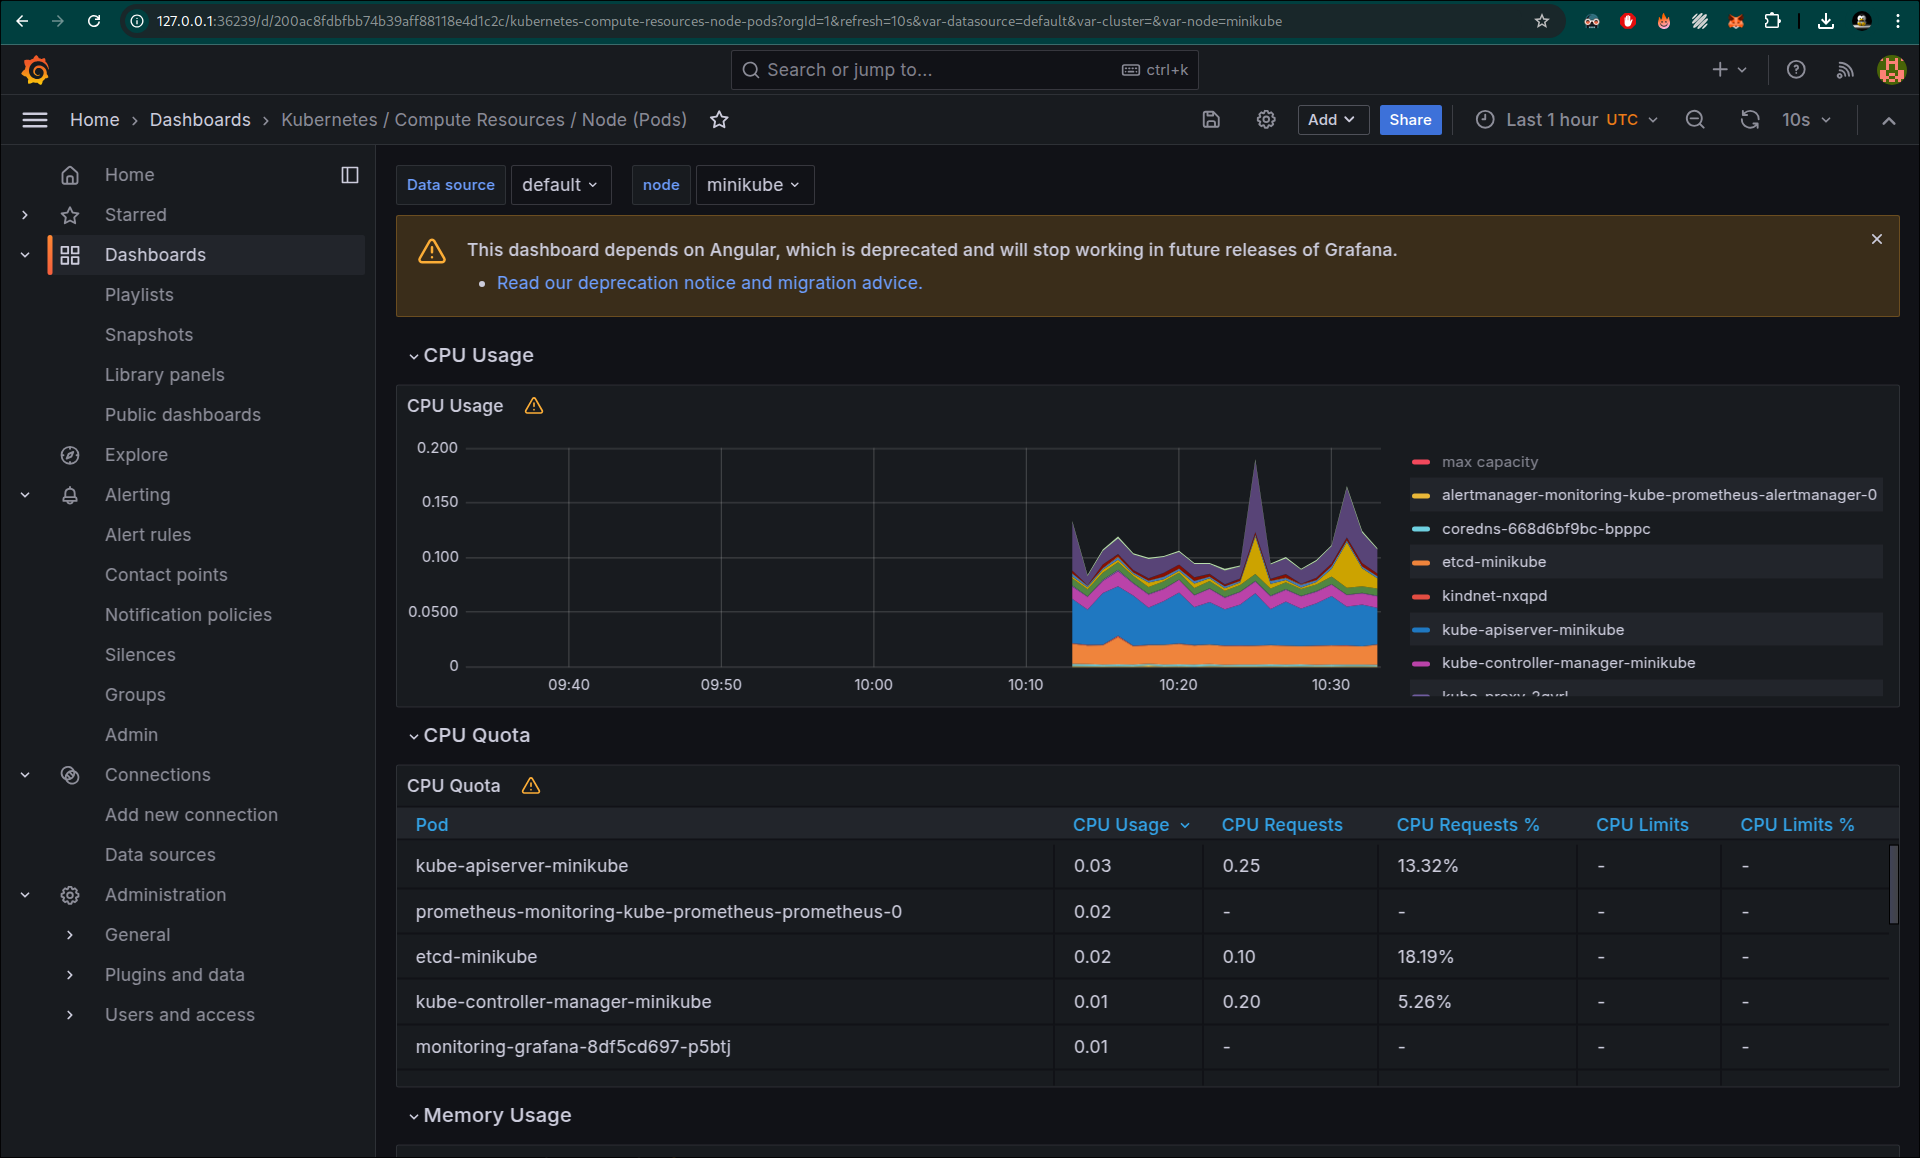 127.0.0.1:36239/d/200ac8fdbfbb74b39aff88118e4d1c2c/kubernetes-compute-resources-node-pods?orgId=1&refresh=10s&var-datasource=default&var-cluster=&var-node=minikube
Search or jump to... ctrl+k
Home › Dashboards › Kubernetes / Compute Resources / Node (Pods)
Add Share Last 1 hour UTC 10s
Home
Starred
Dashboards
Playlists
Snapshots
Library panels
Public dashboards
Explore
Alerting
Alert rules
Contact points
Notification policies
Silences
Groups
Admin
Connections
Add new connection
Data sources
Administration
General
Plugins and data
Users and access
Data source default node minikube
This dashboard depends on Angular, which is deprecated and will stop working in future releases of Grafana.
• Read our deprecation notice and migration advice.
CPU Usage
CPU Usage
0.200
0.150
0.100
0.0500
0
09:40 09:50 10:00 10:10 10:20 10:30
max capacity
alertmanager-monitoring-kube-prometheus-alertmanager-0
coredns-668d6bf9bc-bpppc
etcd-minikube
kindnet-nxqpd
kube-apiserver-minikube
kube-controller-manager-minikube
CPU Quota
CPU Quota
Pod CPU Usage CPU Requests CPU Requests % CPU Limits CPU Limits %
kube-apiserver-minikube 0.03 0.25 13.32% - -
prometheus-monitoring-kube-prometheus-prometheus-0 0.02 - - - -
etcd-minikube 0.02 0.10 18.19% - -
kube-controller-manager-minikube 0.01 0.20 5.26% - -
monitoring-grafana-8df5cd697-p5btj 0.01 - - - -
Memory Usage